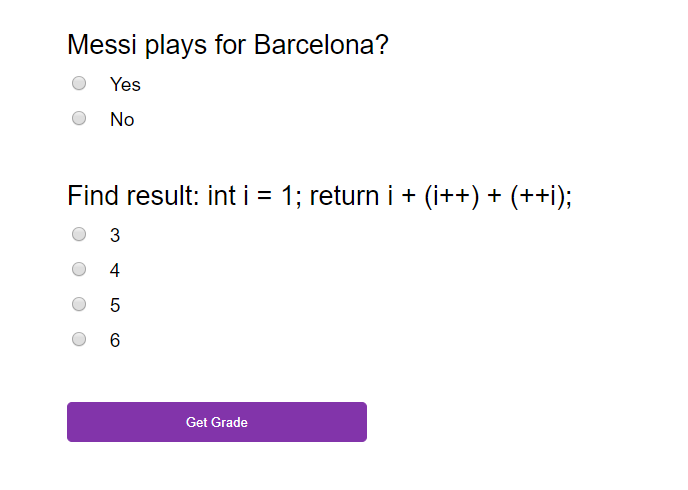 Messi plays for Barcelona?
Yes
No
Find result: int i = 1; return i + (i++) + (++i);
3
4
5
6
Get Grade